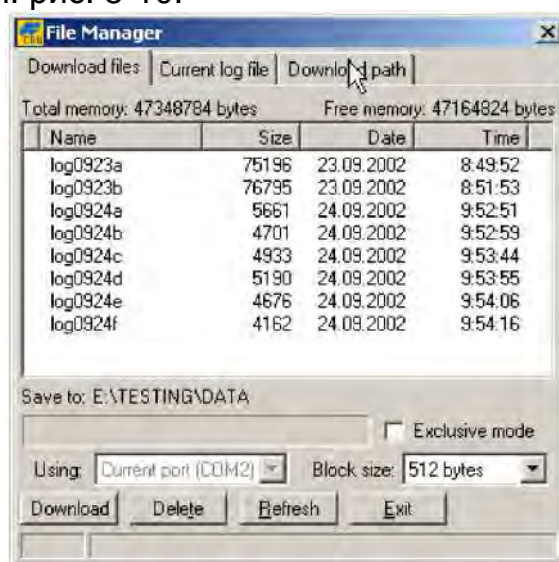 рис. 3-10.
File Manager
Download files Current log file Download path
Total memory: 47348784 bytes Free memory: 47164824 bytes
Name Size Date Time
log0923a 75196 23.09.2002 8:49:52
log0923b 76795 23.09.2002 8:51:53
log0924a 5661 24.09.2002 9:52:51
log0924b 4701 24.09.2002 9:52:59
log0924c 4933 24.09.2002 9:53:44
log0924d 5190 24.09.2002 9:53:55
log0924e 4676 24.09.2002 9:54:06
log0924f 4162 24.09.2002 9:54:16
Save to: E:\TESTING\DATA
Exclusive mode
Using: Current port (COM2) Block size: 512 bytes
Download Delete Refresh Exit